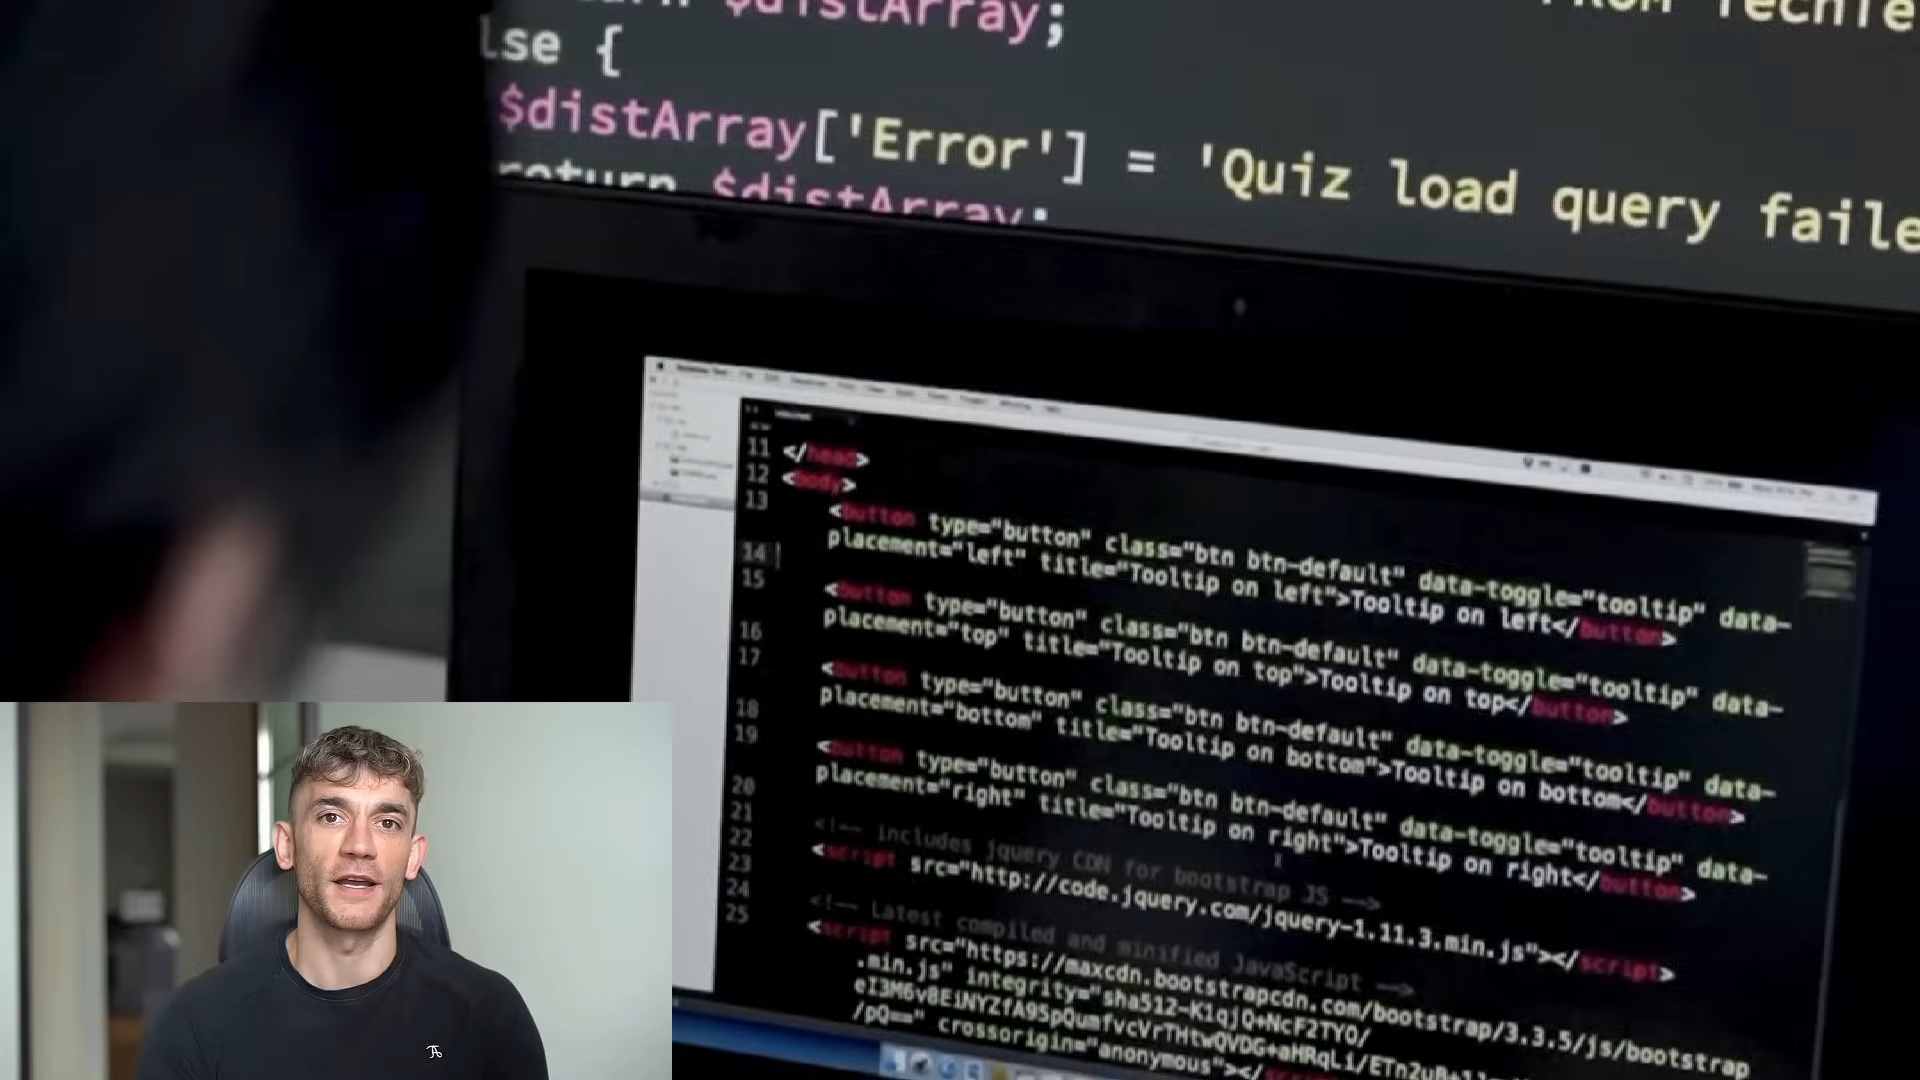 $distArray;
lse {
$distArray['Error'] = 'Quiz load query faile
return $distArray;
11 </head>
12 <body>
13
<button type="button" class="btn btn-default" data-toggle="tooltip" data-
14 placement="left" title="Tooltip on left">Tooltip on left</button>
15
<button type="button" class="btn btn-default" data-toggle="tooltip" data-
16 placement="top" title="Tooltip on top">Tooltip on top</button>
17
<button type="button" class="btn btn-default" data-toggle="tooltip" data-
18 placement="bottom" title="Tooltip on bottom">Tooltip on bottom</button>
19
<button type="button" class="btn btn-default" data-toggle="tooltip" data-
20 placement="right" title="Tooltip on right">Tooltip on right</button>
21
22 <!-- includes jquery CDN for bootstrap JS -->
23 <script src="http://code.jquery.com/jquery-1.11.3.min.js"></script>
24 <!-- Latest compiled and minified JavaScript -->
25 <script src="https://maxcdn.bootstrapcdn.com/bootstrap/3.3.5/js/bootstrap
.min.js" integrity="sha512-K1qjQ+NcF2TYO/
eI3M6v8EiNYZfA95pQumfvcVrTHtwQVDG+aHRqLi/ETn2uB+1
/pQ==" crossorigin="anonymous"></